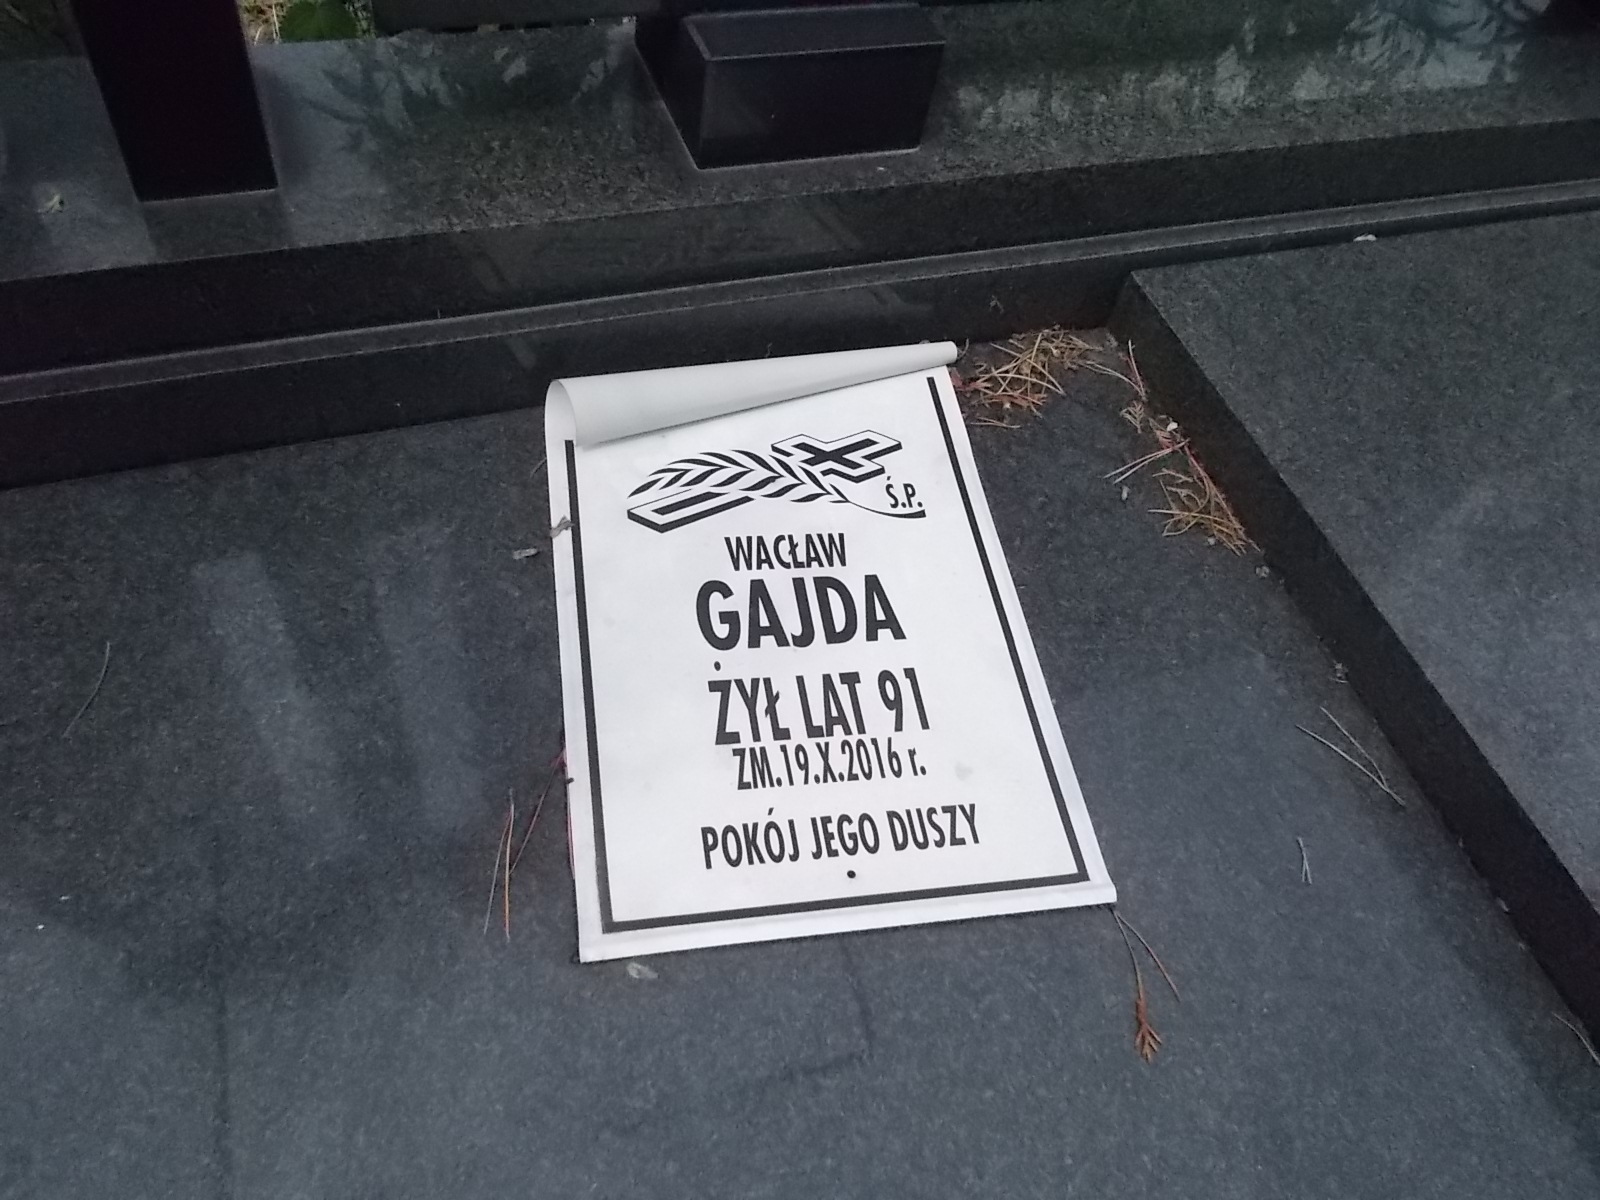 Ś.P.
WACŁAW
GAJDA
ŻYŁ LAT 91
ZM.19.X.2016 r.
POKÓJ JEGO DUSZY